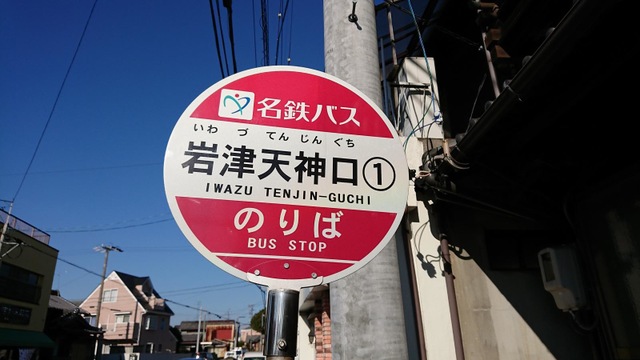 名鉄バス
いわ づ てん じん ぐち
岩津天神口①
IWAZU TENJIN-GUCHI
のりば
BUS STOP